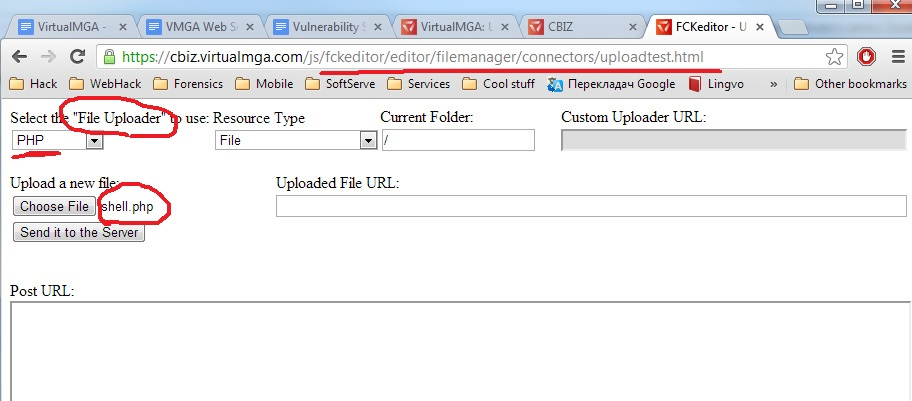 VirtualMGA -
VMGA Web Se
Vulnerability S
VirtualMGA: U
CBIZ
FCKeditor - U
https://cbiz.virtualmga.com/js/fckeditor/editor/filemanager/connectors/uploadtest.html
Hack WebHack Forensics Mobile SoftServe Services Cool stuff Перекладач Google Lingvo » Other bookmarks
Select the "File Uploader" to use: Resource Type Current Folder: Custom Uploader URL:
PHP File /
Upload a new file: Uploaded File URL:
Choose File shell.php
Send it to the Server
Post URL: